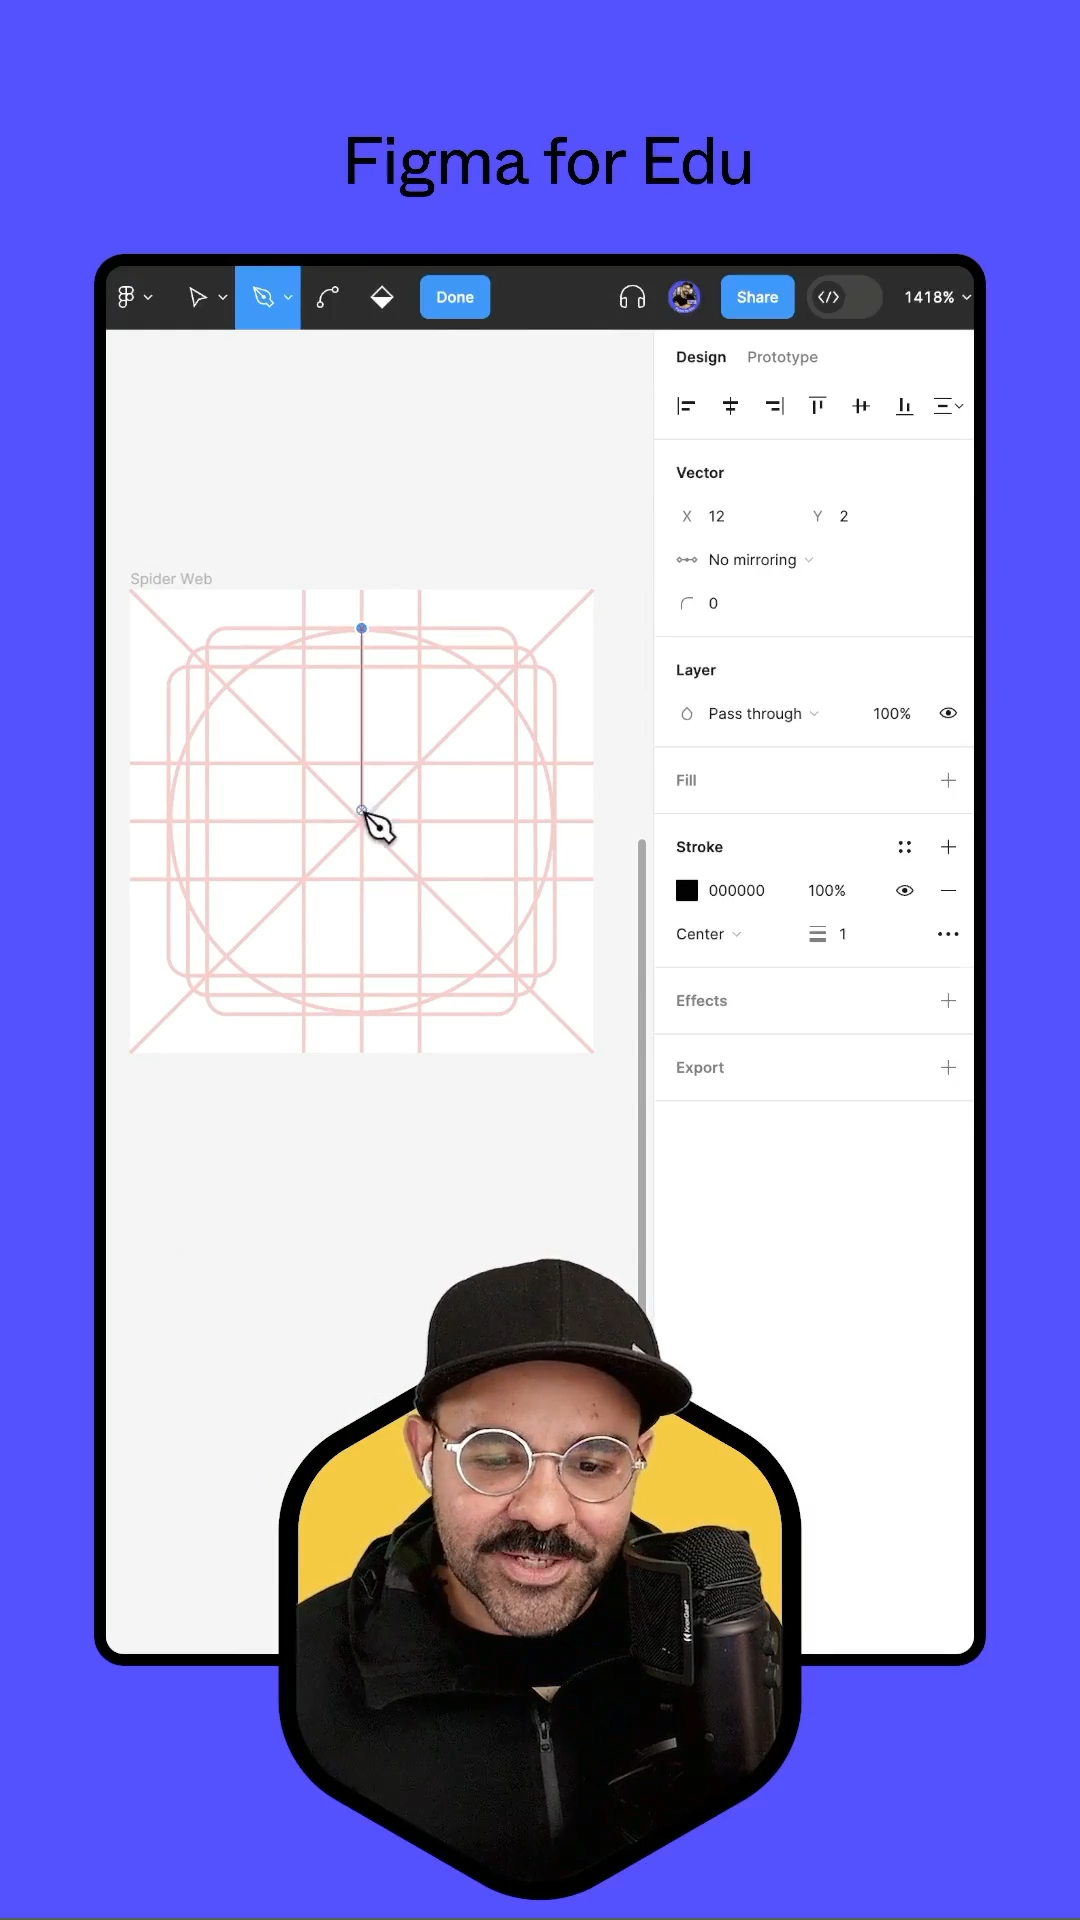 Figma for Edu
Done
Share
</>
1418%
Design Prototype
Vector
X 12 Y 2
No mirroring
0
Spider Web
Layer
Pass through 100%
Fill
Stroke
000000 100%
Center 1
Effects
Export